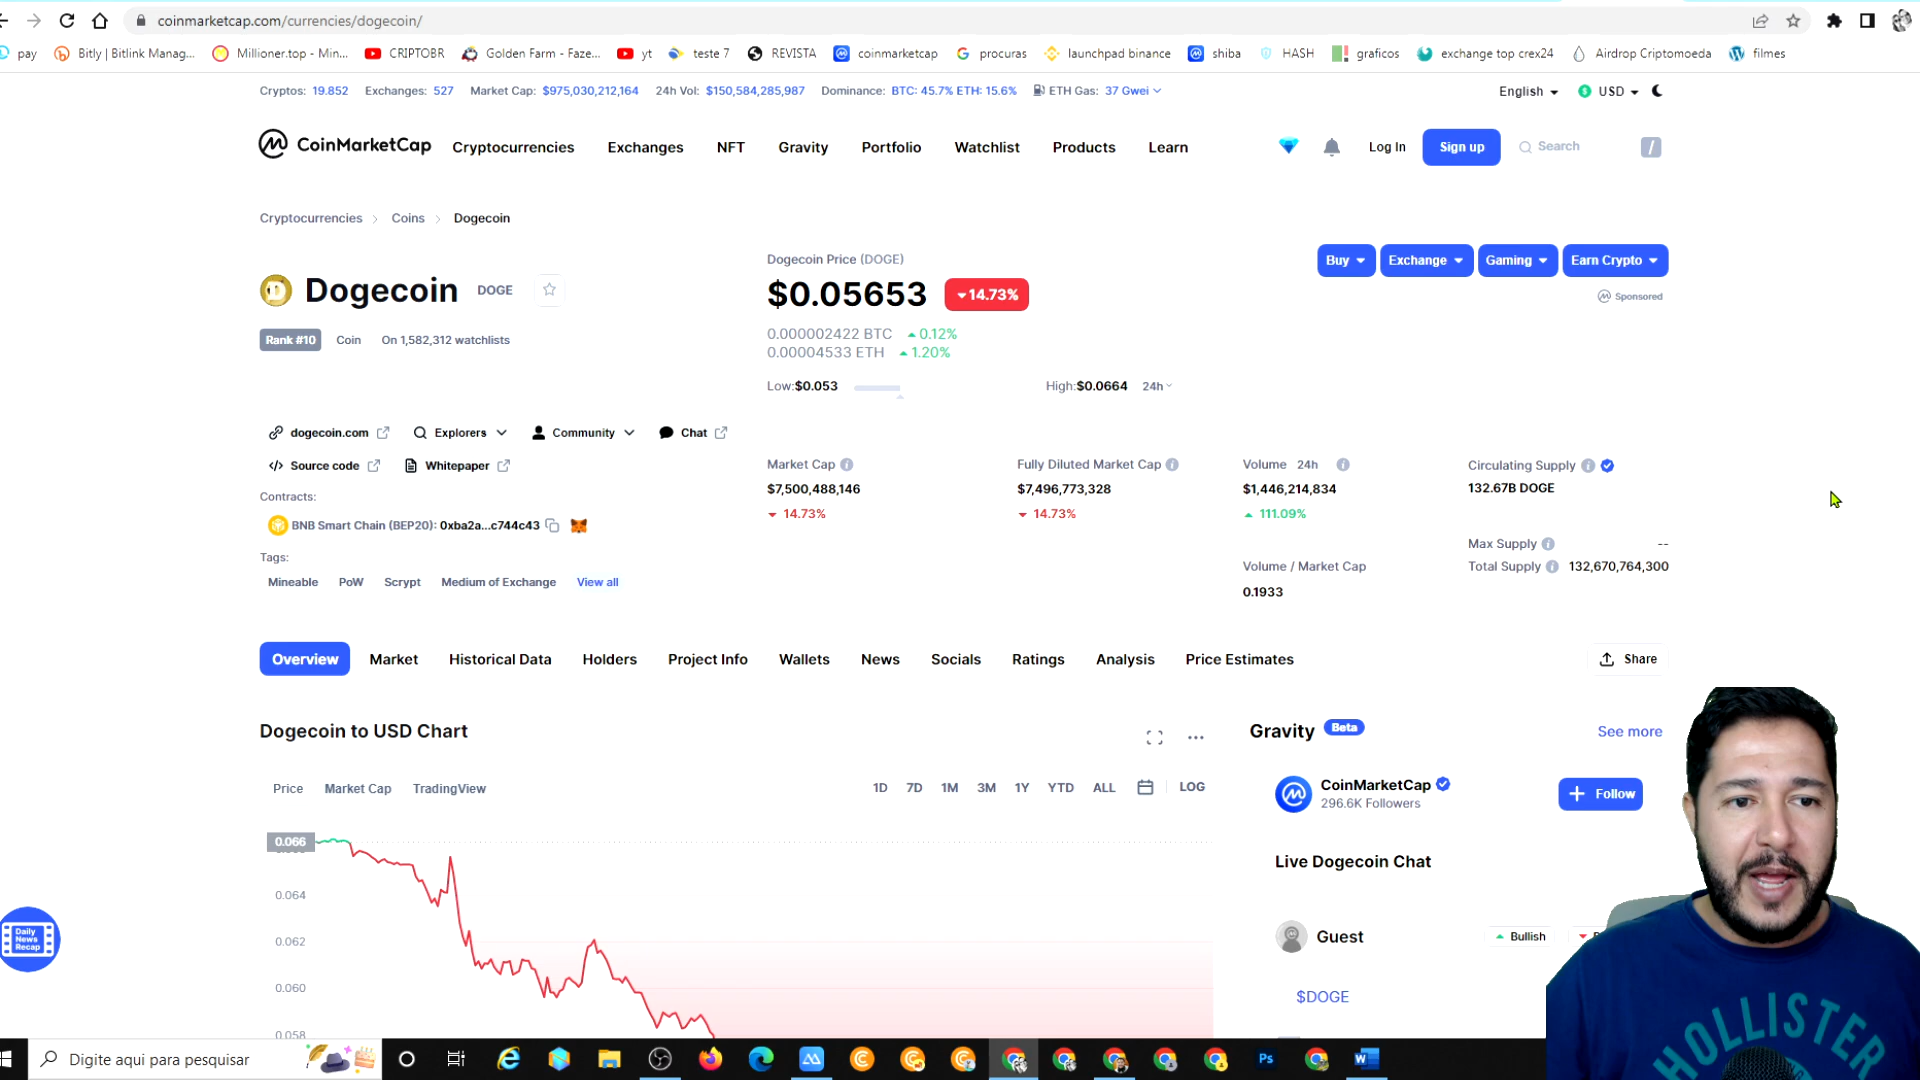 coinmarketcap.com/currencies/dogecoin/
pay Bitly | Bitlink Manag... Millioner.top - Min... CRIPTOBR Golden Farm - Faze... yt teste 7 REVISTA coinmarketcap procuras launchpad binance shiba HASH graficos exchange top crex24 Airdrop Criptomoeda filmes
Cryptos: 19.852 Exchanges: 527 Market Cap: $975,030,212,164 24h Vol: $150,584,285,987 Dominance: BTC: 45.7% ETH: 15.6% ETH Gas: 37 Gwei English USD
CoinMarketCap Cryptocurrencies Exchanges NFT Gravity Portfolio Watchlist Products Learn Log In Sign up Search /
Cryptocurrencies Coins Dogecoin
Dogecoin DOGE
Rank #10 Coin On 1,582,312 watchlists
dogecoin.com Explorers Community Chat
Source code Whitepaper
Contracts:
BNB Smart Chain (BEP20): 0xba2a...c744c43
Tags:
Mineable PoW Scrypt Medium of Exchange View all
Dogecoin Price (DOGE)
$0.05653 14.73%
0.000002422 BTC 0.12%
0.00004533 ETH 1.20%
Low:$0.053 High:$0.0664 24h
Buy Exchange Gaming Earn Crypto
Sponsored
Market Cap
$7,500,488,146
14.73%
Fully Diluted Market Cap
$7,496,773,328
14.73%
Volume 24h
$1,446,214,834
111.09%
Volume / Market Cap
0.1933
Circulating Supply
132.67B DOGE
Max Supply --
Total Supply 132,670,764,300
Overview Market Historical Data Holders Project Info Wallets News Socials Ratings Analysis Price Estimates Share
Dogecoin to USD Chart
Price Market Cap TradingView 1D 7D 1M 3M 1Y YTD ALL LOG
0.066
0.064
0.062
0.060
0.058
Gravity Beta See more
CoinMarketCap
296.6K Followers
Follow
Live Dogecoin Chat
Guest Bullish
$DOGE
Daily
News
Recap
HOLLISTER
Digite aqui para pesquisar
Ps